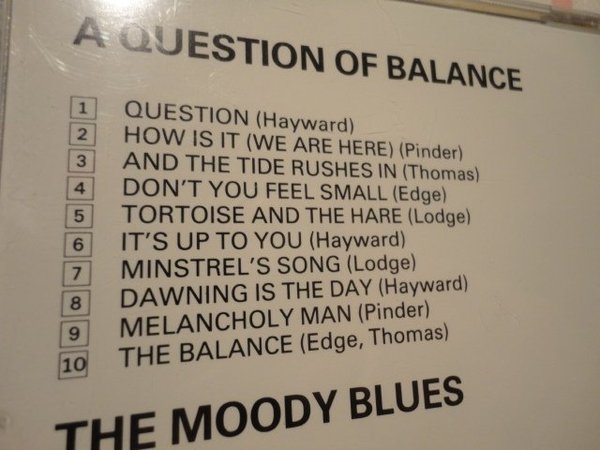 A QUESTION OF BALANCE
1 QUESTION (Hayward)
2 HOW IS IT (WE ARE HERE) (Pinder)
3 AND THE TIDE RUSHES IN (Thomas)
4 DON'T YOU FEEL SMALL (Edge)
5 TORTOISE AND THE HARE (Lodge)
6 IT'S UP TO YOU (Hayward)
7 MINSTREL'S SONG (Lodge)
8 DAWNING IS THE DAY (Hayward)
9 MELANCHOLY MAN (Pinder)
10 THE BALANCE (Edge, Thomas)
THE MOODY BLUES